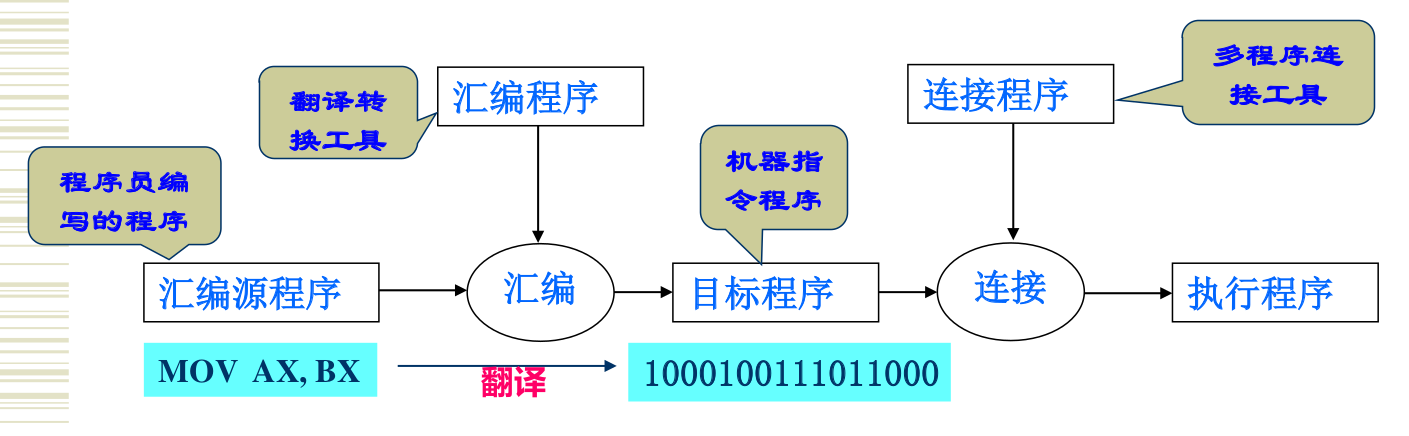 多程序连
接工具
汇编程序
连接程序
翻译转
换工具
机器指
令程序
程序员编
写的程序
汇编源程序
汇编
目标程序
连接
执行程序
MOV AX, BX
翻译
1000100111011000